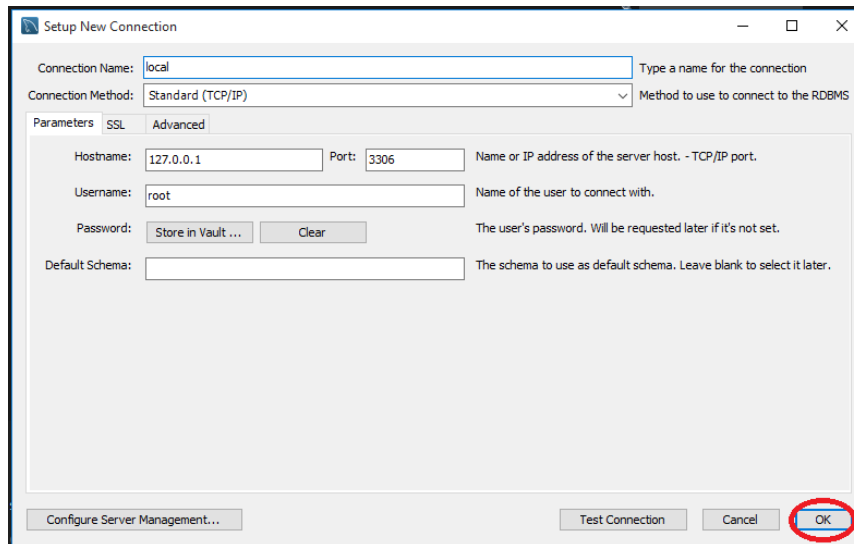 Setup New Connection
Connection Name: local Type a name for the connection
Connection Method: Standard (TCP/IP) Method to use to connect to the RDBMS
Parameters SSL Advanced
Hostname: 127.0.0.1 Port: 3306 Name or IP address of the server host. - TCP/IP port.
Username: root Name of the user to connect with.
Password: Store in Vault ... Clear The user's password. Will be requested later if it's not set.
Default Schema: The schema to use as default schema. Leave blank to select it later.
Configure Server Management... Test Connection Cancel OK